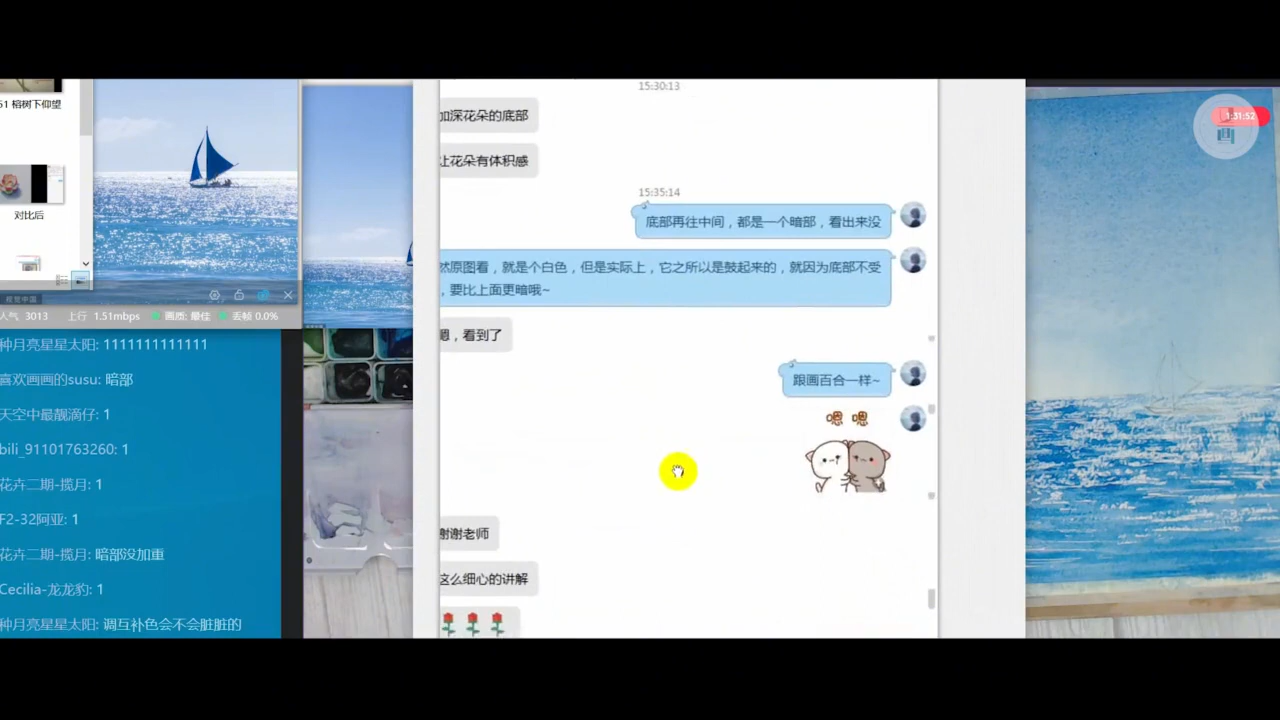 51 榕树下仰望
对比后
视觉中国
人气 3013 上行 1.51mbps 画质: 最佳 丢帧 0.0%
种月亮星星太阳: 1111111111111
喜欢画画的susu: 暗部
天空中最靓滴仔: 1
bili_91101763260: 1
花卉二期-揽月: 1
F2-32阿亚: 1
花卉二期-揽月: 暗部没加重
Cecilia-龙龙豹: 1
种月亮星星太阳: 调互补色会不会脏脏的
15:30:13
加深花朵的底部
让花朵有体积感
15:35:14
底部再往中间，都是一个暗部，看出来没
然原图看，就是个白色，但是实际上，它之所以是鼓起来的，就因为底部不受
，要比上面更暗哦~
嗯，看到了
跟画百合一样~
嗯 嗯
谢谢老师
这么细心的讲解
1:31:52
画